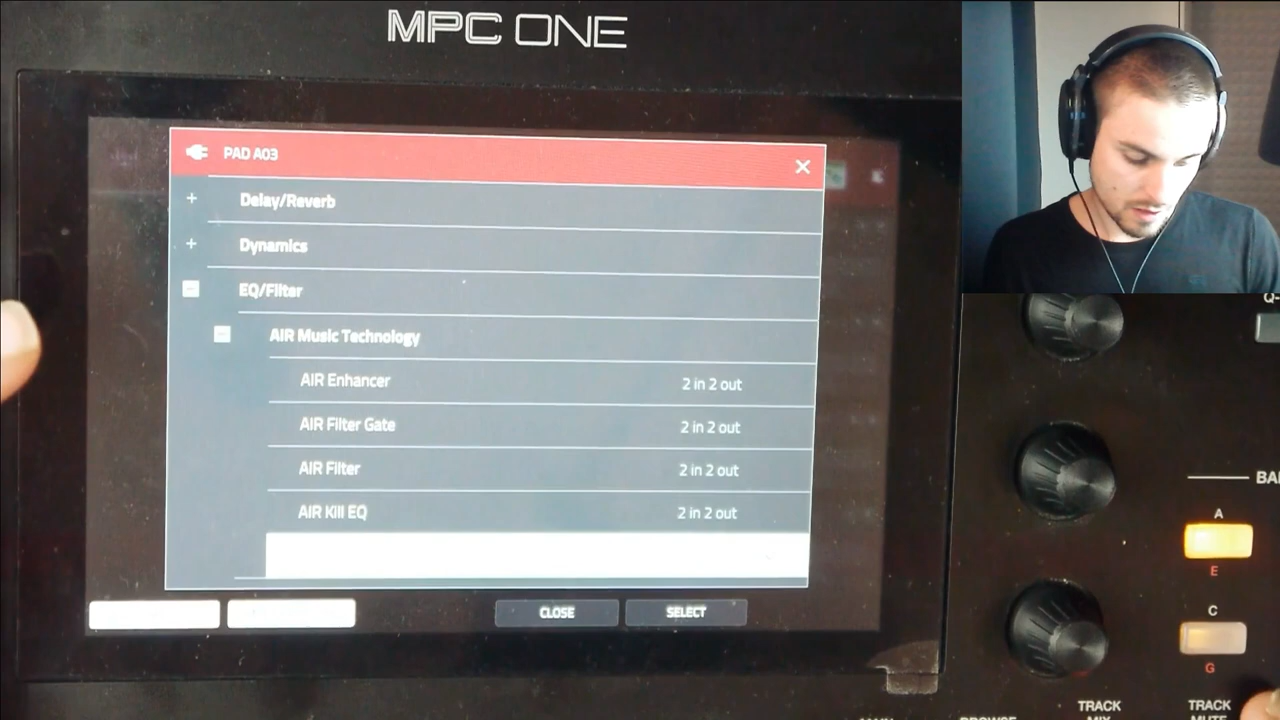 MPC ONE
PAD A03
Delay/Reverb
Dynamics
EQ/Filter
AIR Music Technology
AIR Enhancer 2 in 2 out
AIR Filter Gate 2 in 2 out
AIR Filter 2 in 2 out
AIR Kill EQ 2 in 2 out
CLOSE SELECT
Q-
BA
A
E
C
G
TRACK
MIX
TRACK
MUTE
BROWSE